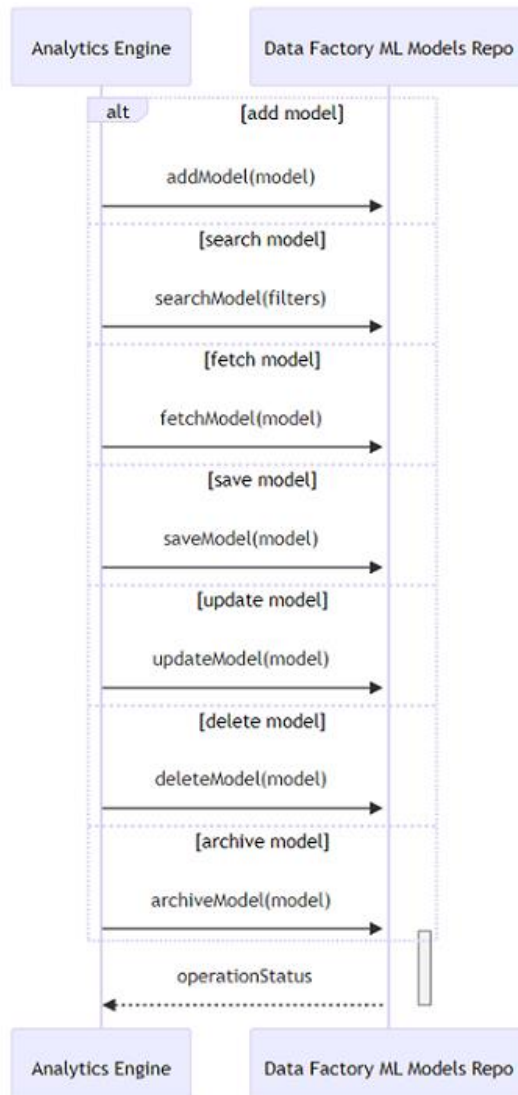 Analytics Engine
Data Factory ML Models Repo
alt
[add model]
addModel(model)
[search model]
searchModel(filters)
[fetch model]
fetchModel(model)
[save model]
saveModel(model)
[update model]
updateModel(model)
[delete model]
deleteModel(model)
[archive model]
archiveModel(model)
operationStatus
Analytics Engine
Data Factory ML Models Repo